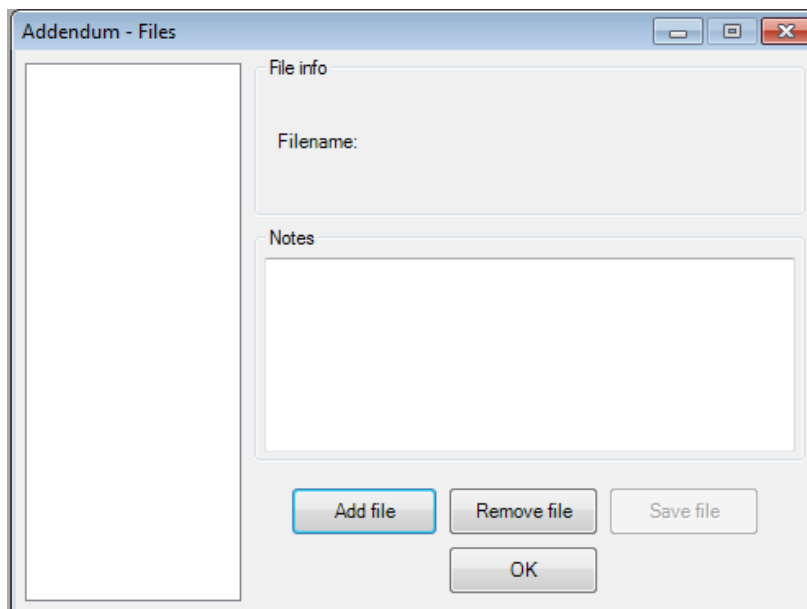 Addendum - Files
File info
Filename:
Notes
Add file
Remove file
Save file
OK